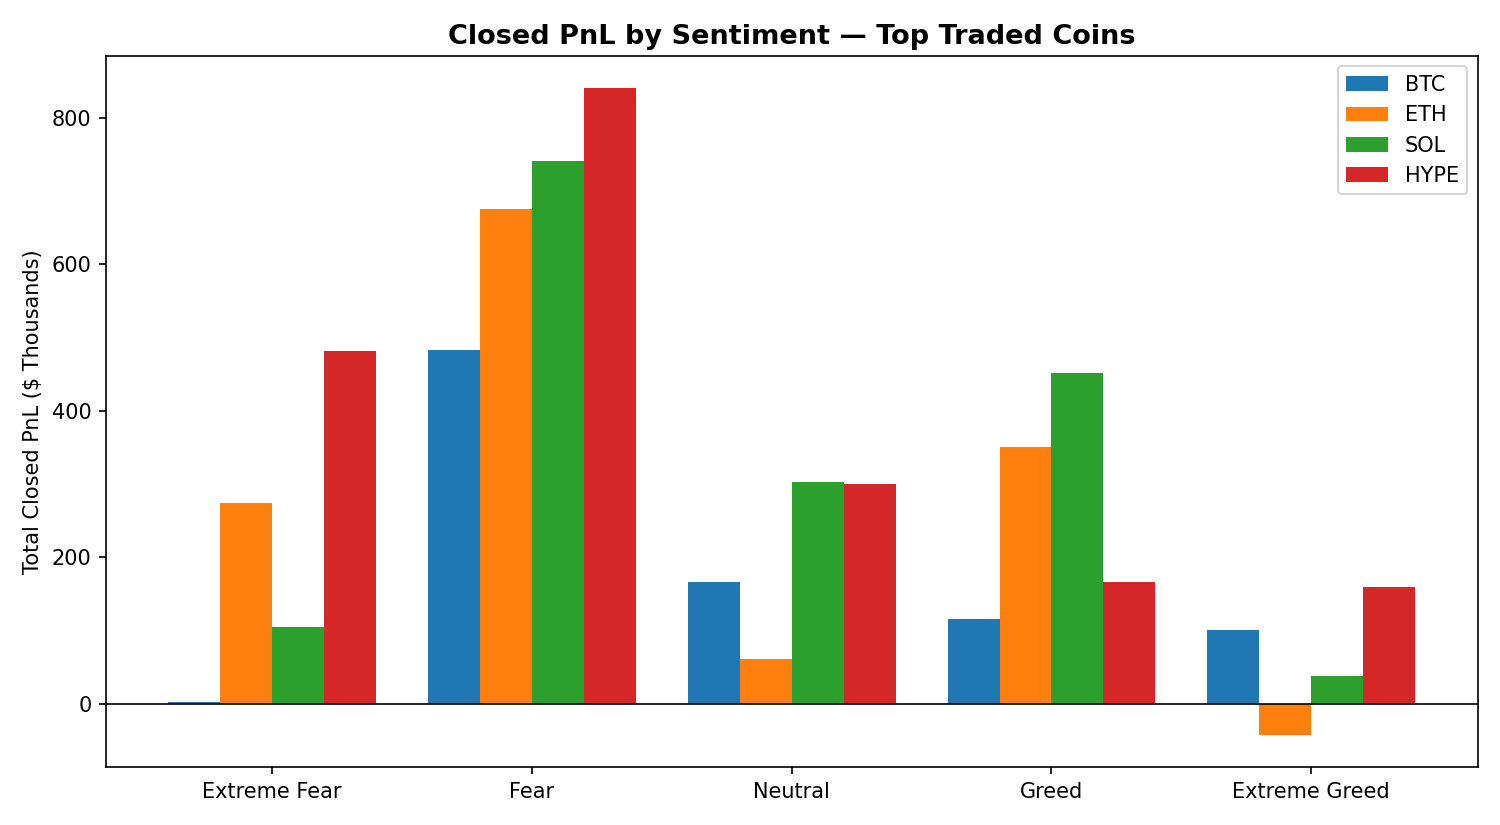 Closed PnL by Sentiment — Top Traded Coins
BTC
ETH
SOL
HYPE
Total Closed PnL ($ Thousands)
800
600
400
200
0
Extreme Fear
Fear
Neutral
Greed
Extreme Greed